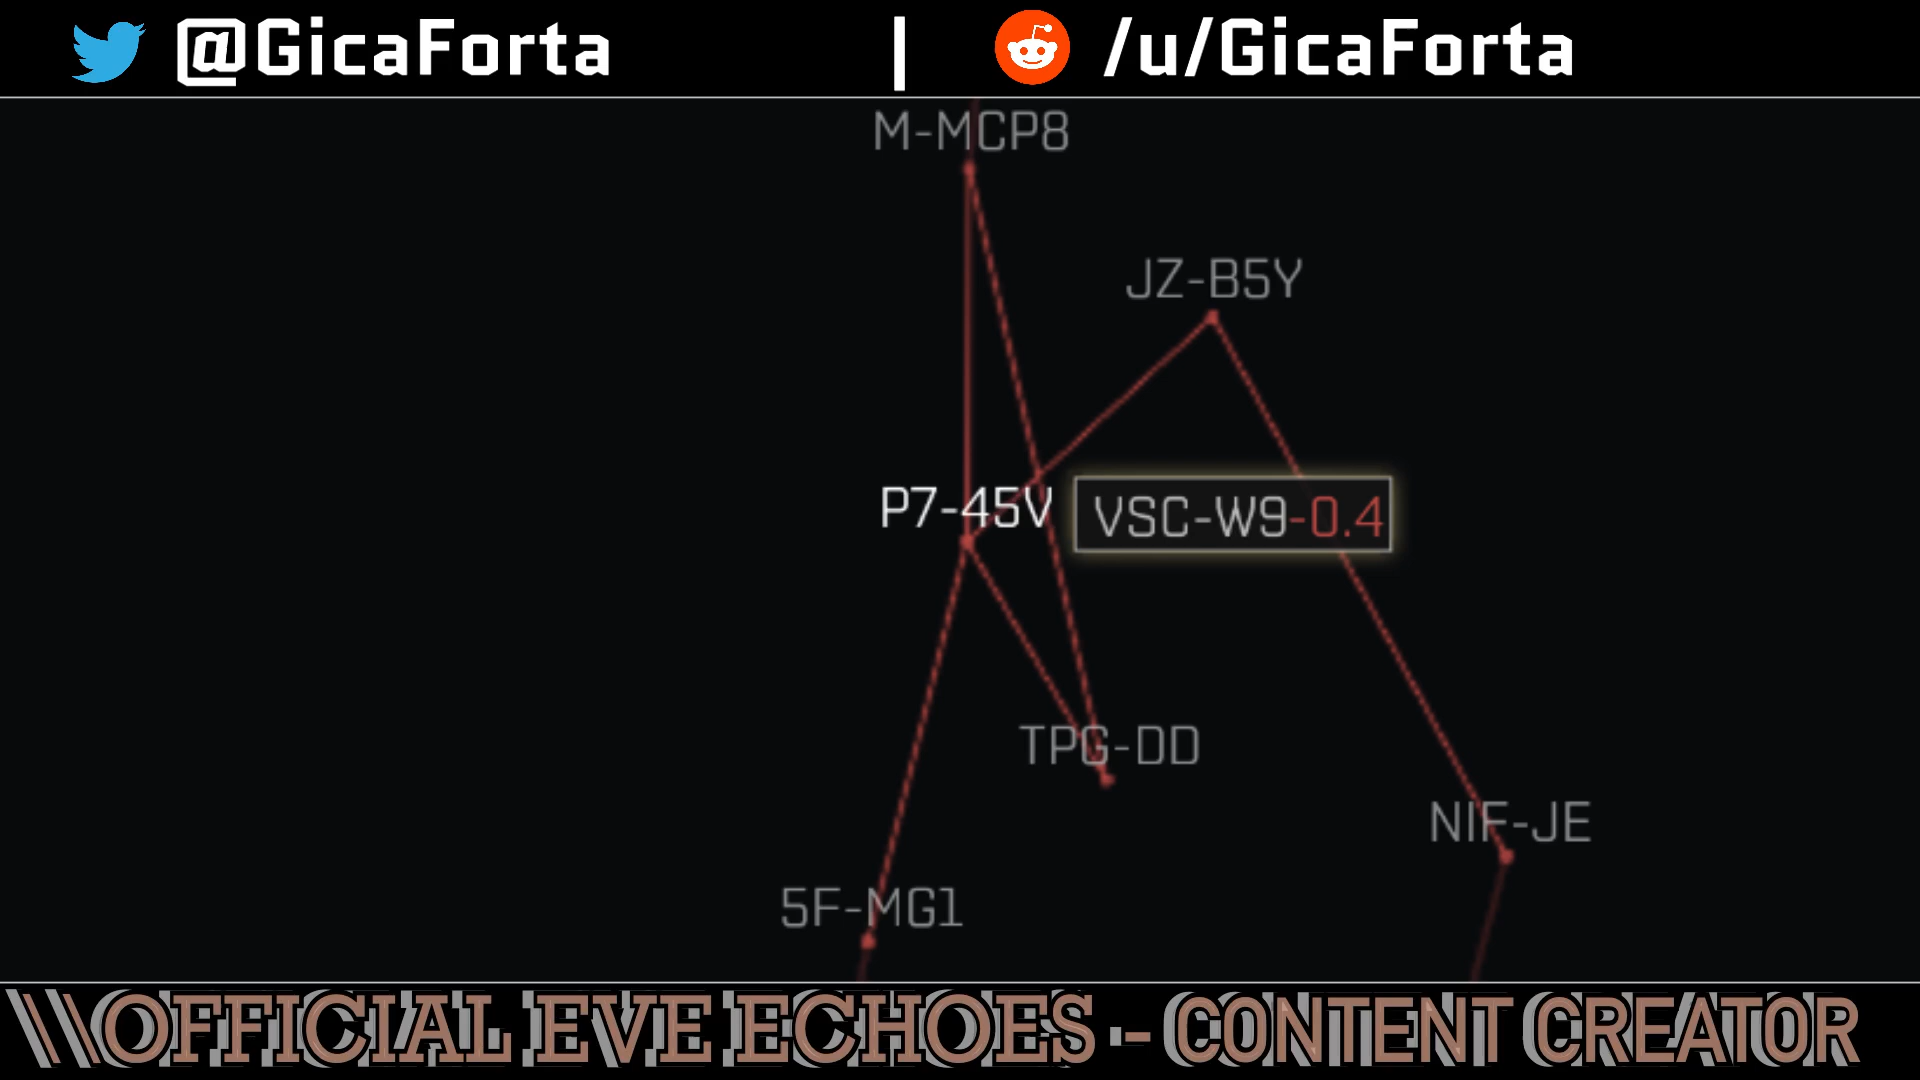 @GicaForta | /u/GicaForta
M-MCP8
JZ-B5Y
P7-45V
VSC-W9-0.4
TPG-DD
NIF-JE
5F-MG1
\\OFFICIAL EVE ECHOES - CONTENT CREATOR